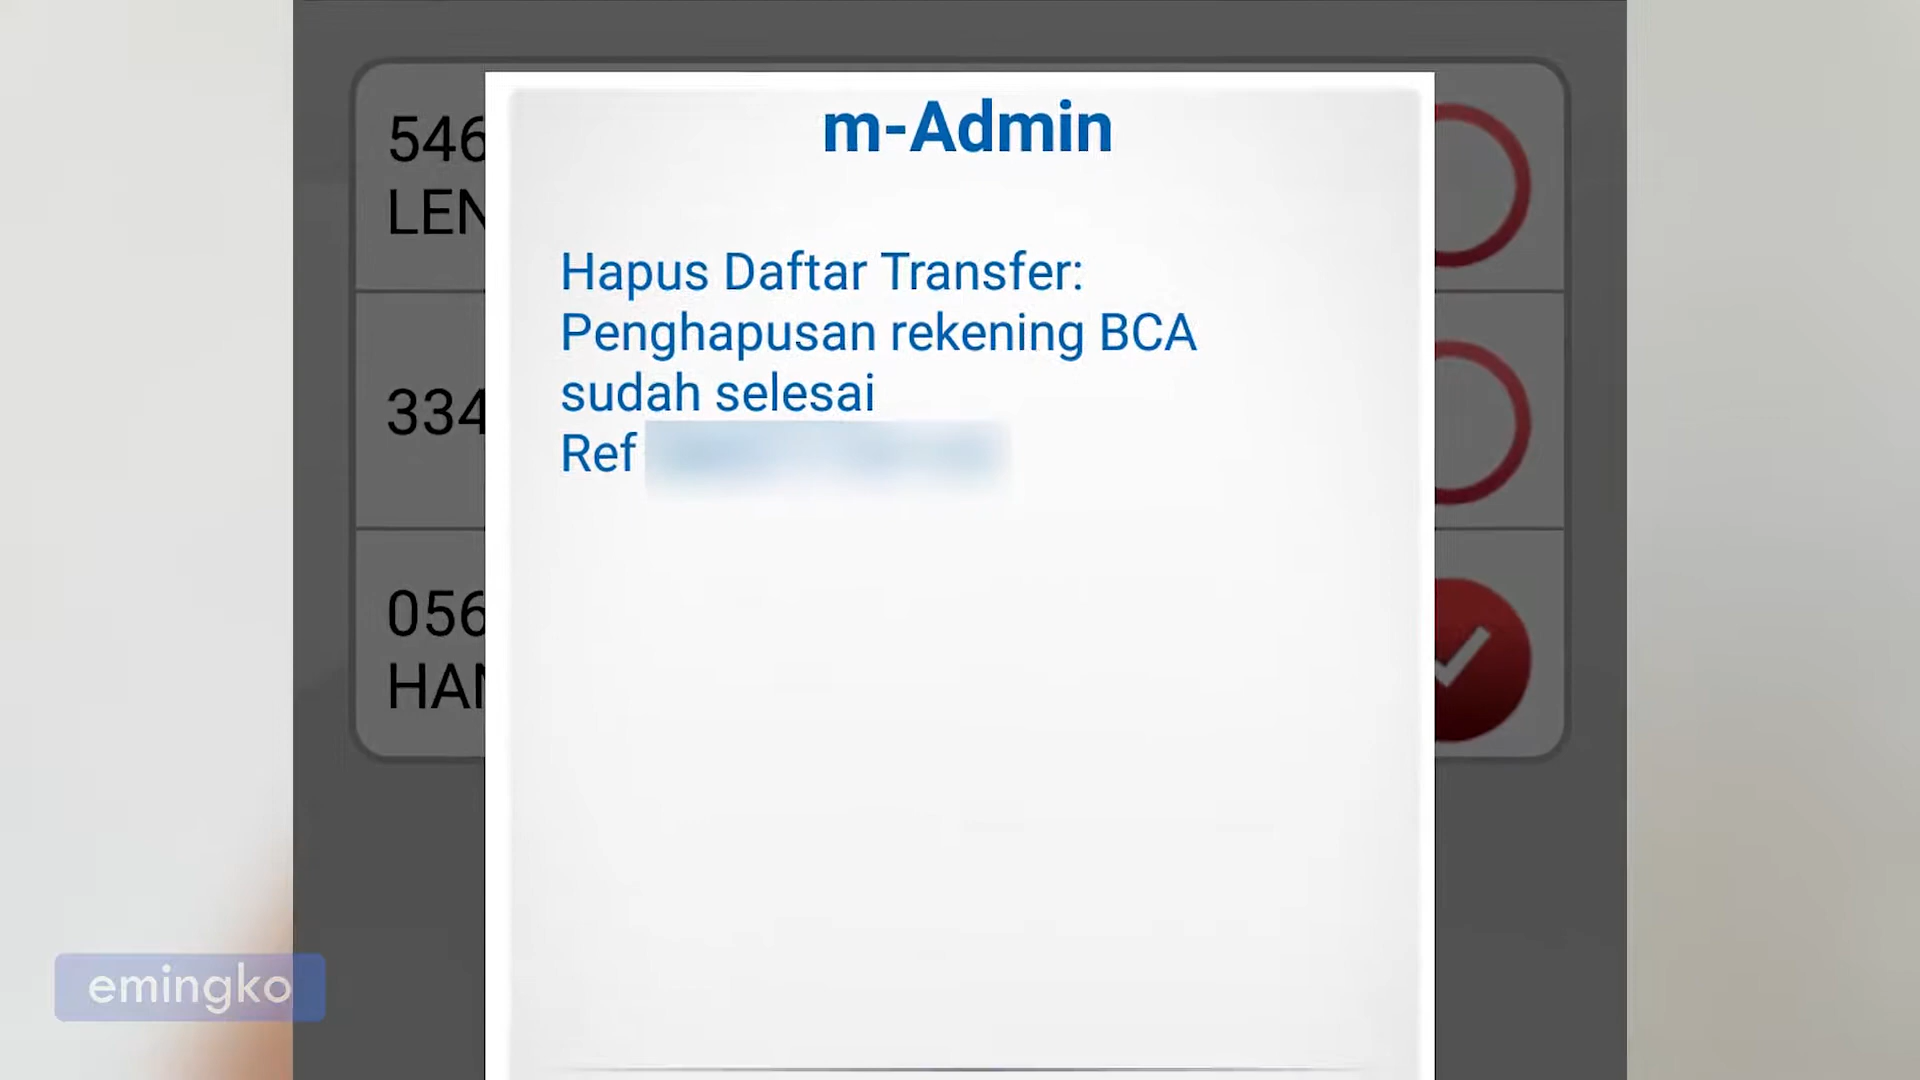 m-Admin
Hapus Daftar Transfer:
Penghapusan rekening BCA
sudah selesai
Ref
546
LEN
334
056
HAN
emingko